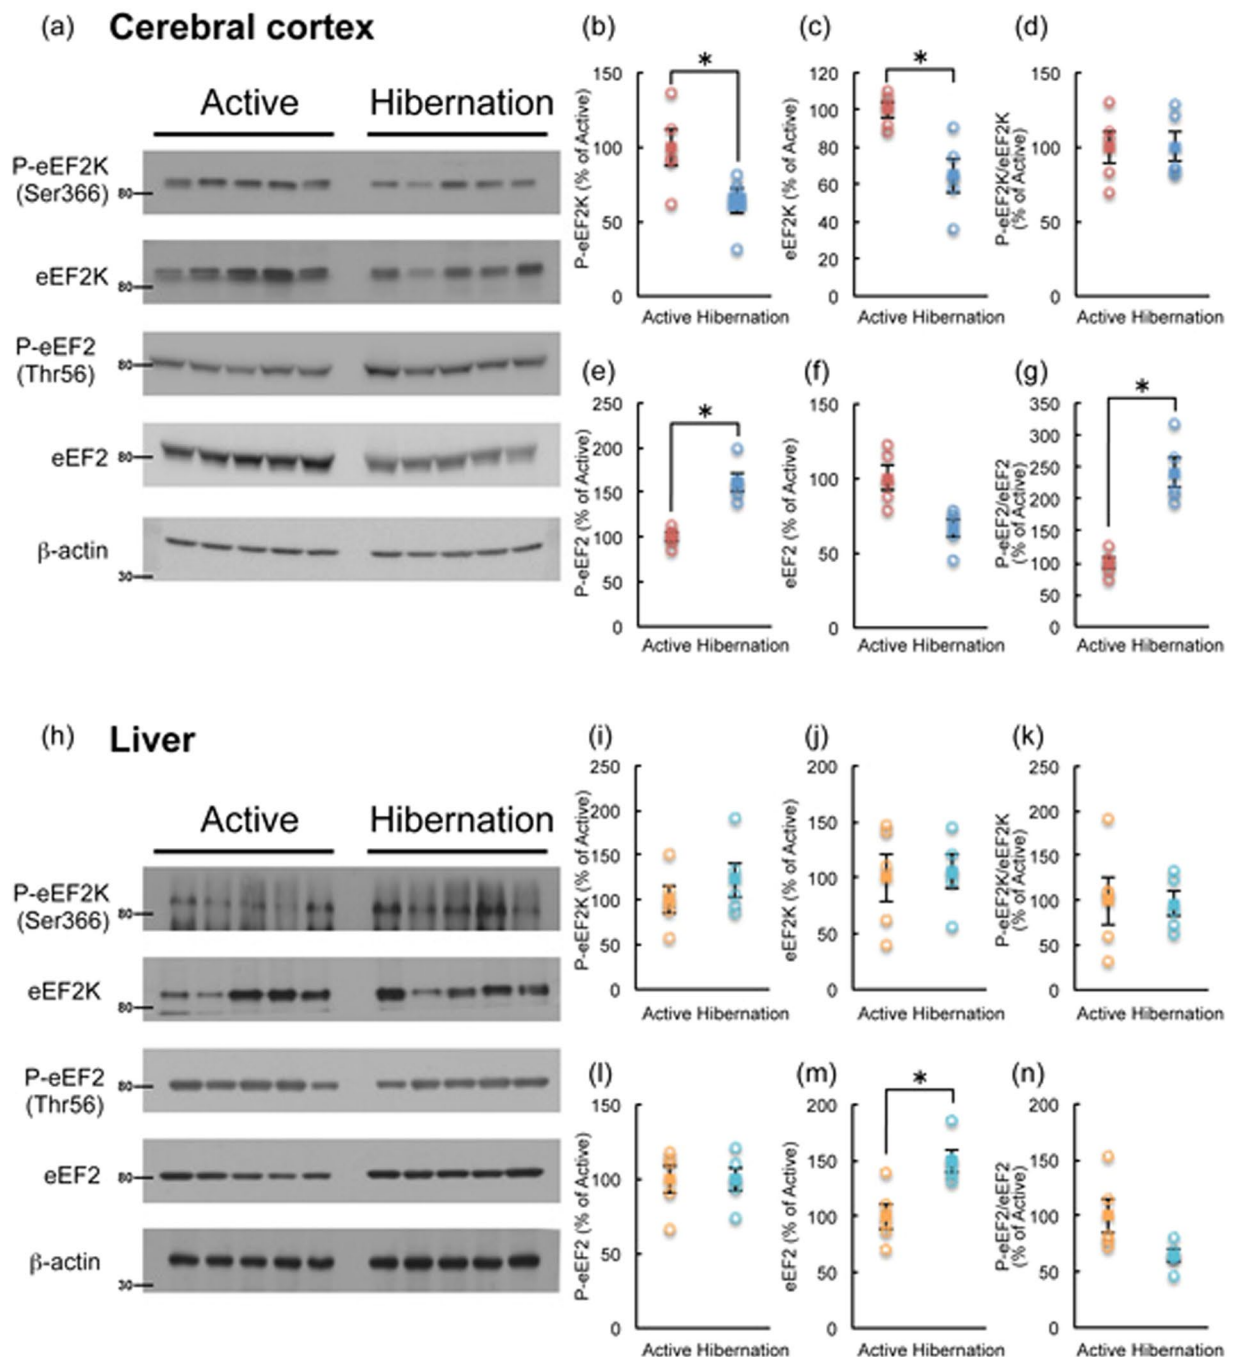 (a) Cerebral cortex
Active Hibernation
P-eEF2K
(Ser366)
80
eEF2K
80
P-eEF2
(Thr56)
80
eEF2
80
β-actin
30
(b)
*
P-eEF2K (% of Active)
150
100
50
0
Active Hibernation
(c)
*
eEF2K (% of Active)
120
100
80
60
40
20
0
Active Hibernation
(d)
P-eEF2K/eEF2K
(% of Active)
150
100
50
0
Active Hibernation
(e)
*
P-eEF2 (% of Active)
250
200
150
100
50
0
Active Hibernation
(f)
eEF2 (% of Active)
150
100
50
0
Active Hibernation
(g)
*
P-eEF2/eEF2
(% of Active)
350
300
250
200
150
100
50
0
Active Hibernation
(h) Liver
Active Hibernation
P-eEF2K
(Ser366)
80
eEF2K
80
P-eEF2
(Thr56)
80
eEF2
80
β-actin
30
(i)
P-eEF2K (% of Active)
250
200
150
100
50
0
Active Hibernation
(j)
eEF2K (% of Active)
200
150
100
50
0
Active Hibernation
(k)
P-eEF2K/eEF2K
(% of Active)
250
200
150
100
50
0
Active Hibernation
(l)
P-eEF2 (% of Active)
150
100
50
0
Active Hibernation
(m)
*
eEF2 (% of Active)
200
150
100
50
0
Active Hibernation
(n)
P-eEF2/eEF2
(% of Active)
200
150
100
50
0
Active Hibernation